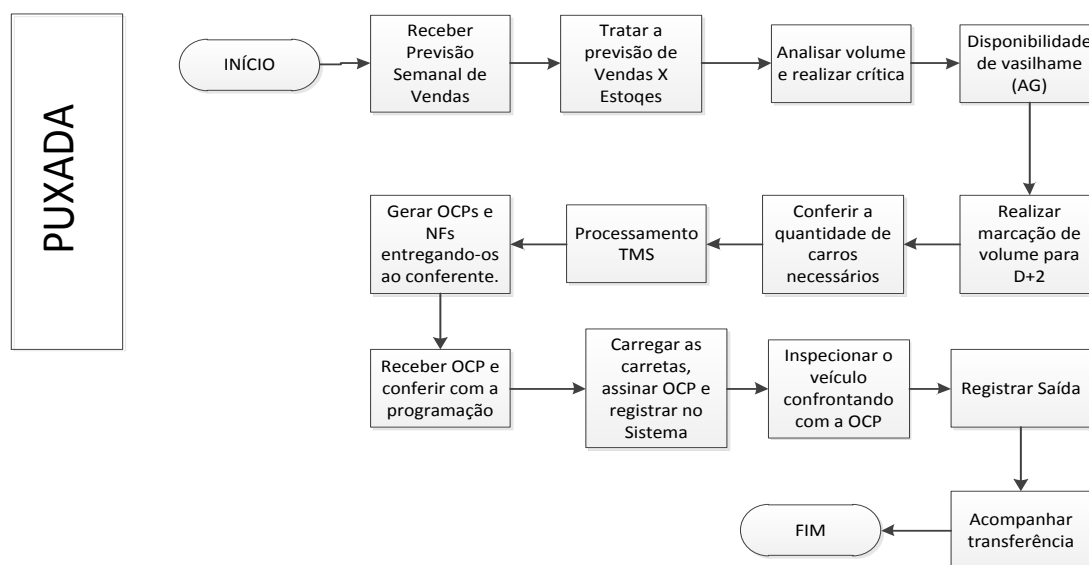 PUXADA
INÍCIO
Receber
Previsão
Semanal de
Vendas
Tratar a
previsão de
Vendas X
Estoqes
Analisar volume
e realizar crítica
Disponibilidade
de vasilhame
(AG)
Realizar
marcação de
volume para
D+2
Conferir a
quantidade de
carros
necessários
Processamento
TMS
Gerar OCPs e
NFs
entregando-os
ao conferente.
Receber OCP e
conferir com a
programação
Carregar as
carretas,
assinar OCP e
registrar no
Sistema
Inspecionar o
veículo
confrontando
com a OCP
Registrar Saída
Acompanhar
transferência
FIM